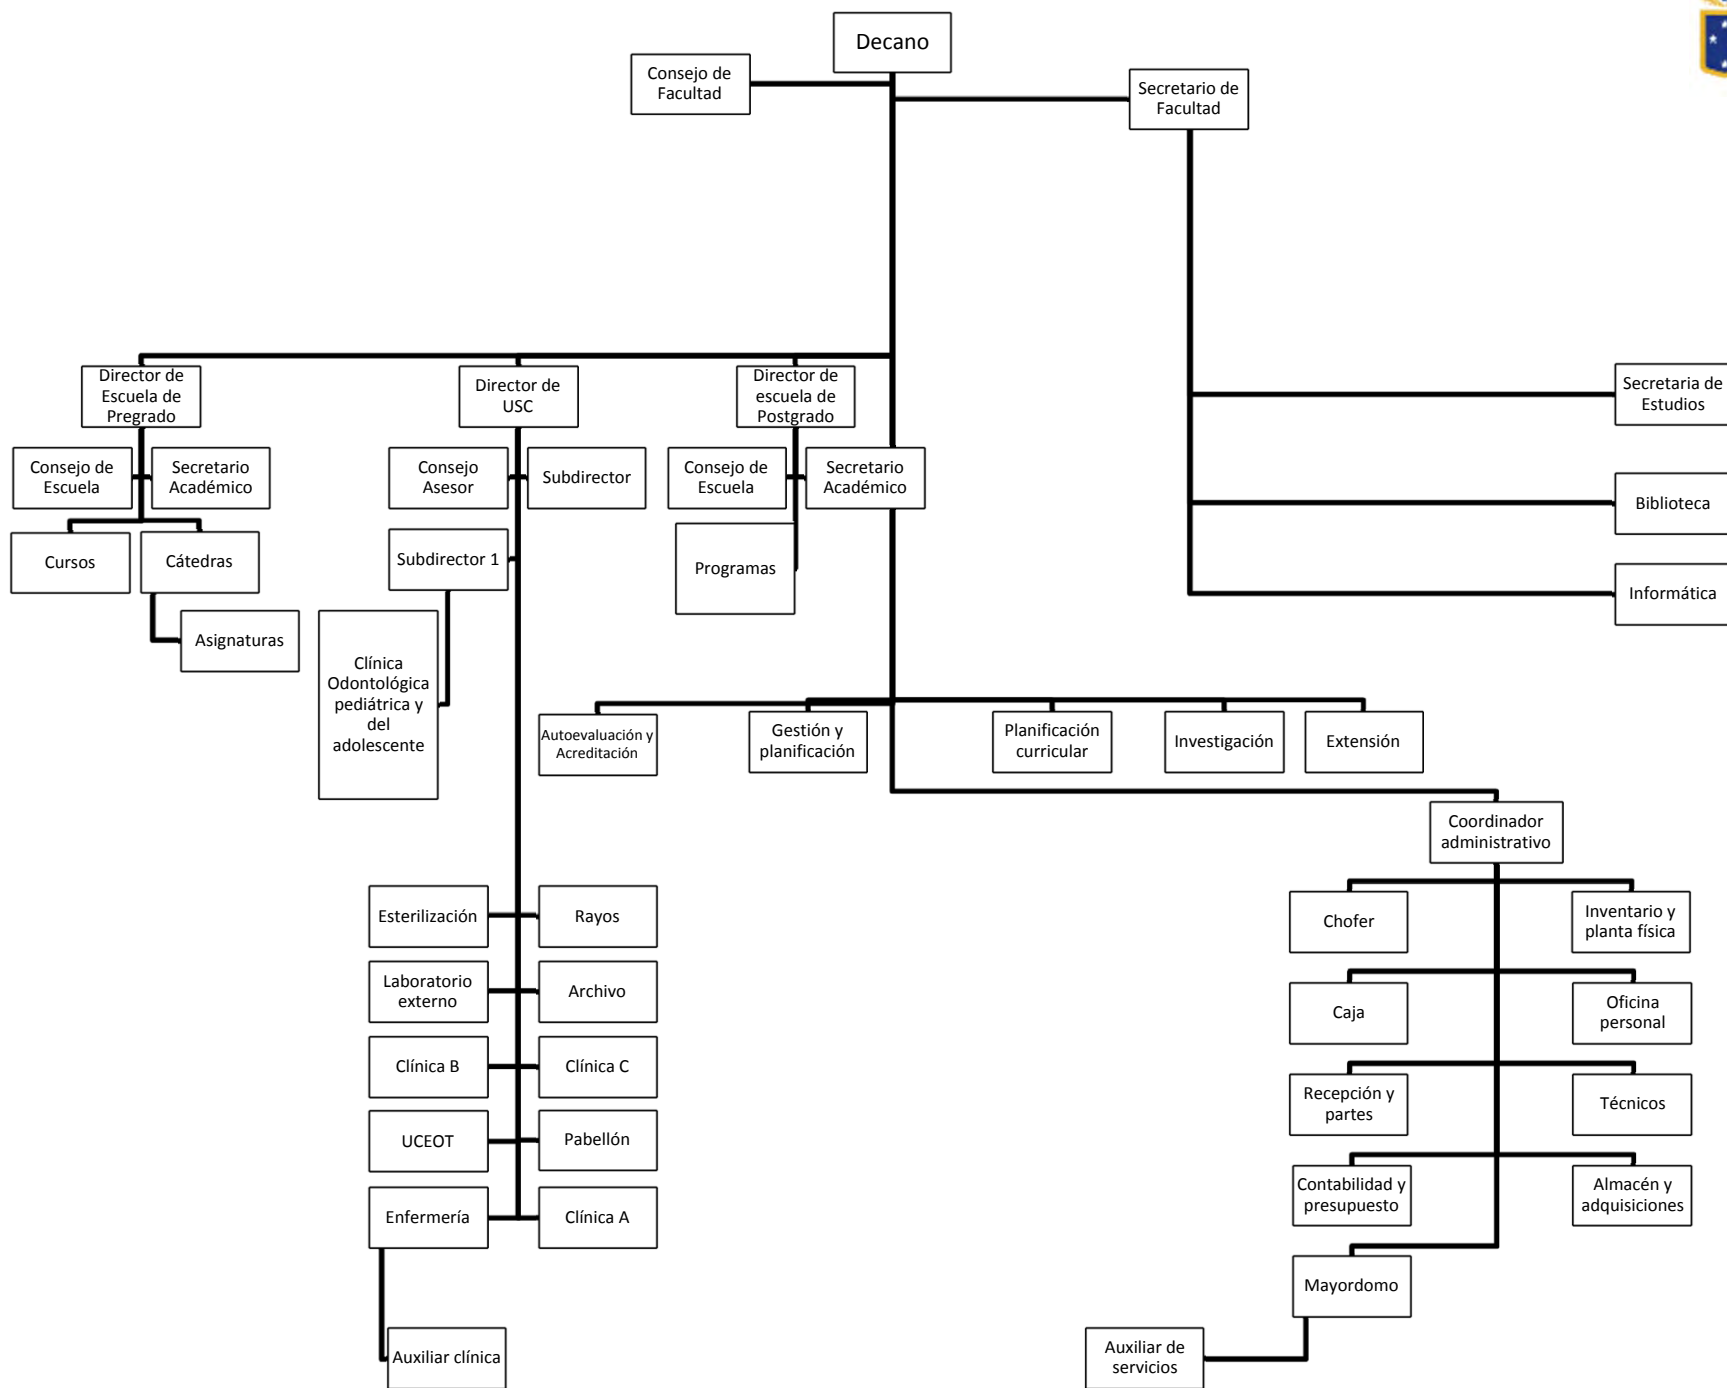 Decano
Consejo de
Facultad
Secretario de
Facultad
Director de
Escuela de
Pregrado
Director de
USC
Director de
escuela de
Postgrado
Secretaria de
Estudios
Consejo de
Escuela
Secretario
Académico
Consejo
Asesor
Subdirector
Consejo de
Escuela
Secretario
Académico
Biblioteca
Cursos
Cátedras
Subdirector 1
Programas
Informática
Asignaturas
Clínica
Odontológica
pediátrica y
del
adolescente
Autoevaluación y
Acreditación
Gestión y
planificación
Planificación
curricular
Investigación
Extensión
Coordinador
administrativo
Esterilización
Rayos
Chofer
Inventario y
planta física
Laboratorio
externo
Archivo
Caja
Oficina
personal
Clínica B
Clínica C
Recepción y
partes
Técnicos
UCEOT
Pabellón
Contabilidad y
presupuesto
Almacén y
adquisiciones
Enfermería
Clínica A
Mayordomo
Auxiliar clínica
Auxiliar de
servicios